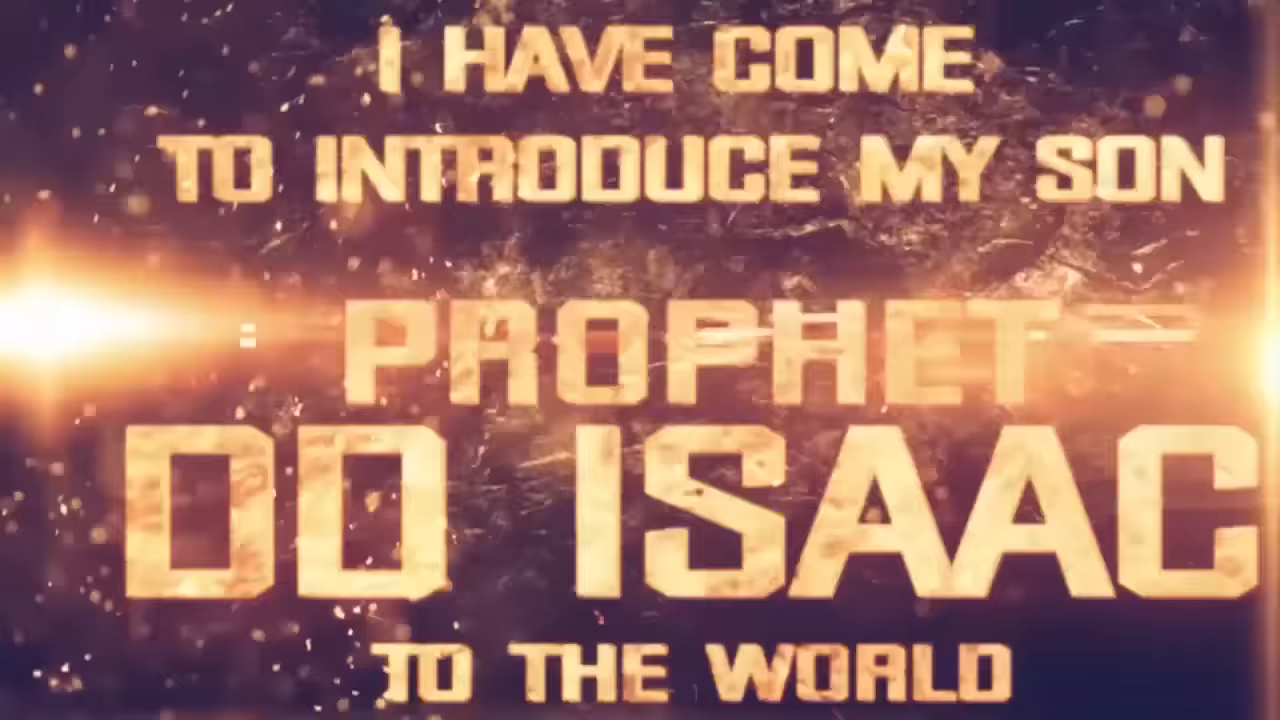 I HAVE COME
TO INTRODUCE MY SON
PROPHET
DD ISAAC
TO THE WORLD